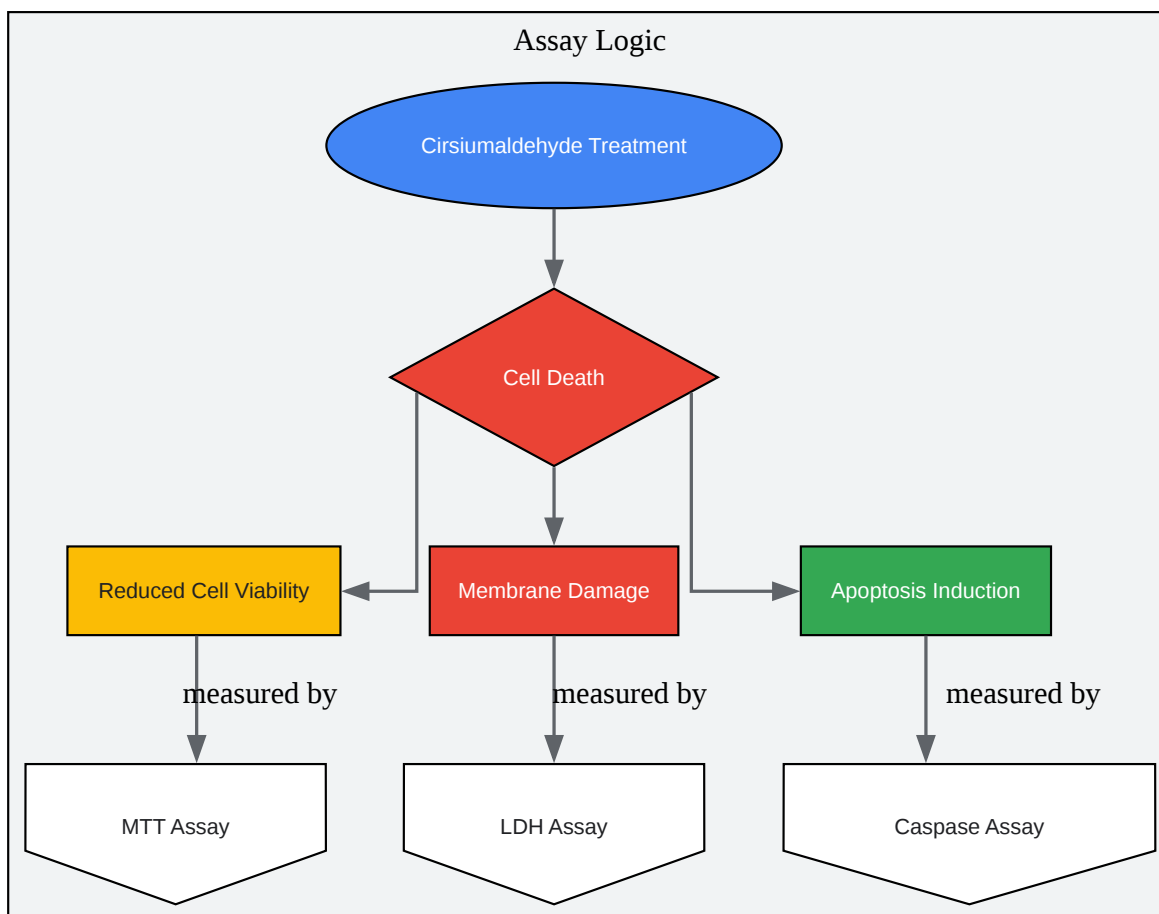 Assay Logic
Cirsiumaldehyde Treatment
Cell Death
Reduced Cell Viability
Membrane Damage
Apoptosis Induction
measured by
measured by
measured by
MTT Assay
LDH Assay
Caspase Assay